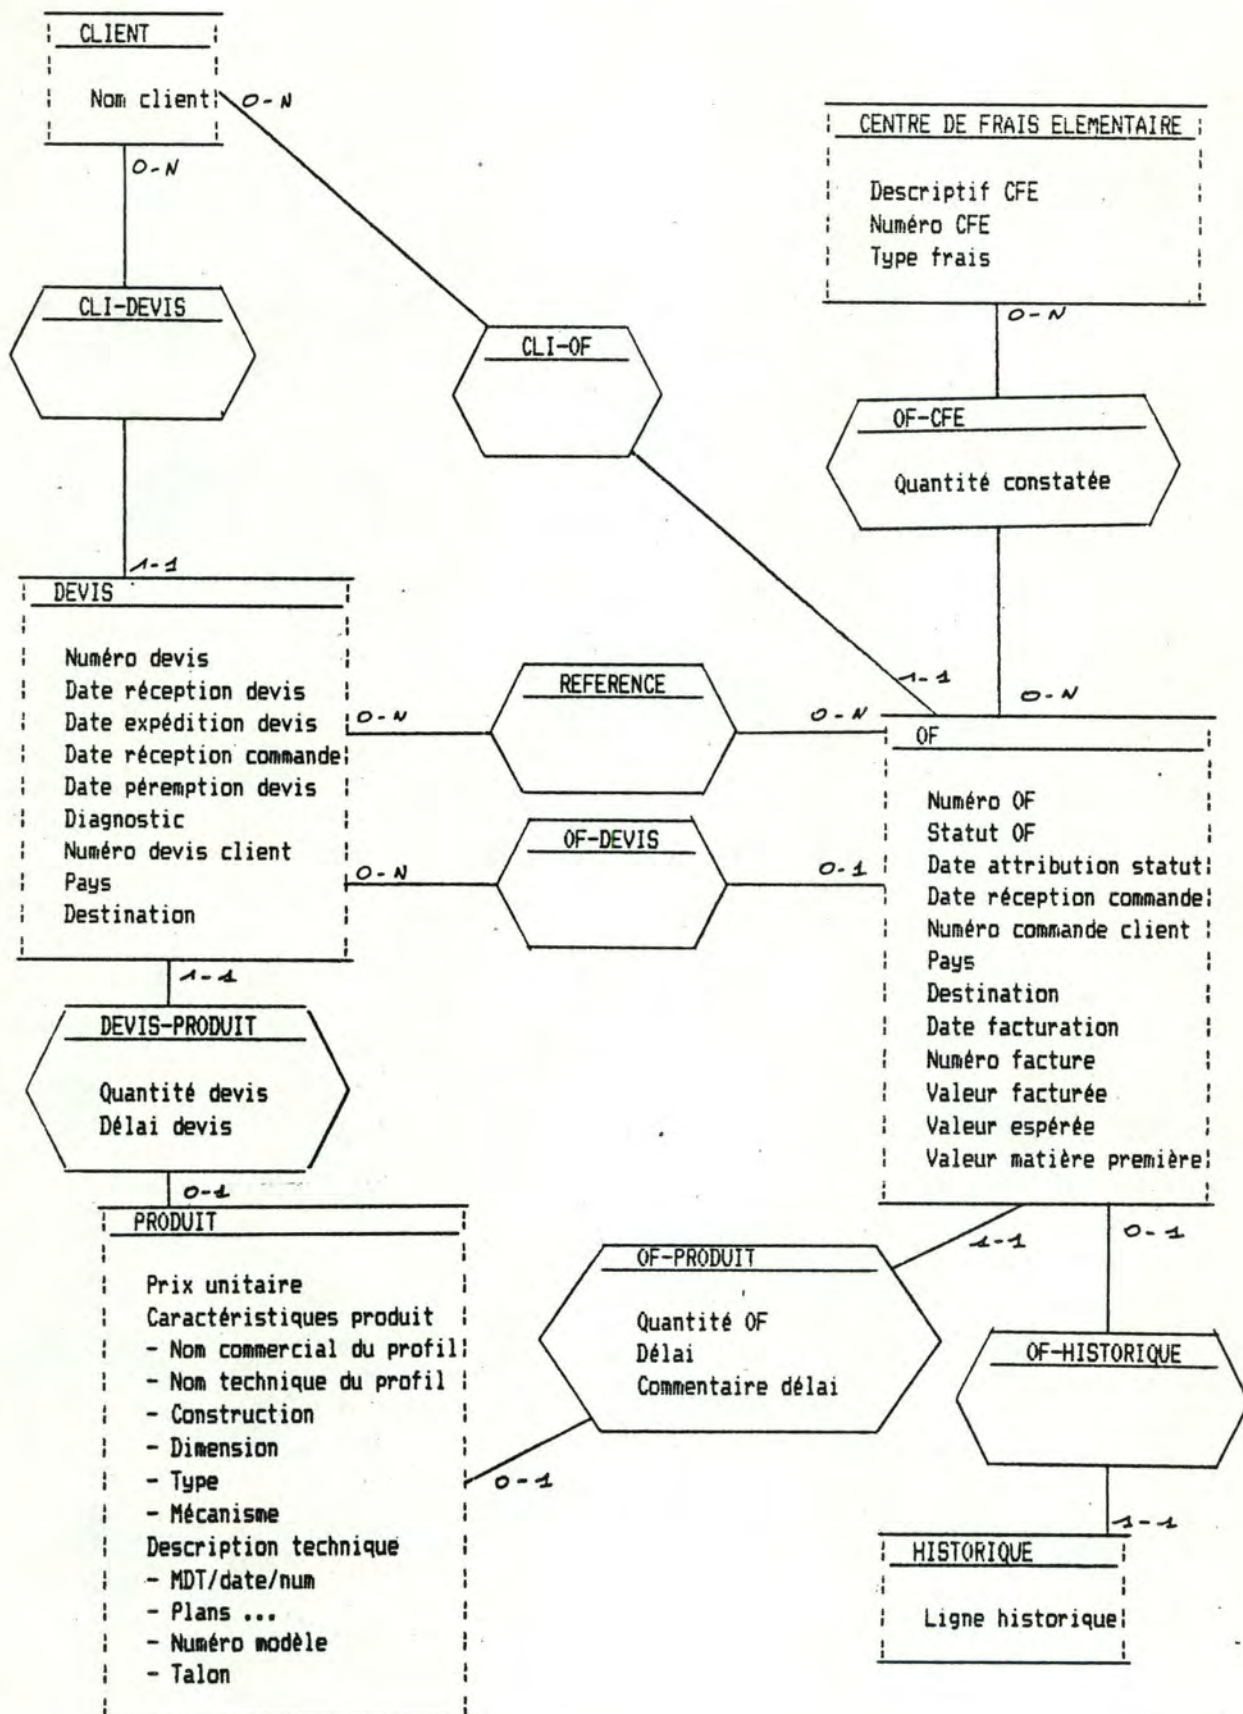 CLIENT
Nom client
0-N
0-N
CENTRE DE FRAIS ELEMENTAIRE
Descriptif CFE
Numéro CFE
Type frais
0-N
CLI-DEVIS
CLI-OF
OF-CFE
Quantité constatée
1-1
DEVIS
Numéro devis
Date réception devis
Date expédition devis
Date réception commande
Date péremption devis
Diagnostic
Numéro devis client
Pays
Destination
0-N
REFERENCE
0-N
0-N
OF-DEVIS
0-1
1-1
0-N
OF
Numéro OF
Statut OF
Date attribution statut
Date réception commande
Numéro commande client
Pays
Destination
Date facturation
Numéro facture
Valeur facturée
Valeur espérée
Valeur matière première
1-1
DEVIS-PRODUIT
Quantité devis
Délai devis
0-1
PRODUIT
Prix unitaire
Caractéristiques produit
- Nom commercial du profil
- Nom technique du profil
- Construction
- Dimension
- Type
- Mécanisme
Description technique
- MDT/date/num
- Plans ...
- Numéro modèle
- Talon
1-1
OF-PRODUIT
Quantité OF
Délai
Commentaire délai
0-1
0-1
OF-HISTORIQUE
1-1
HISTORIQUE
Ligne historique